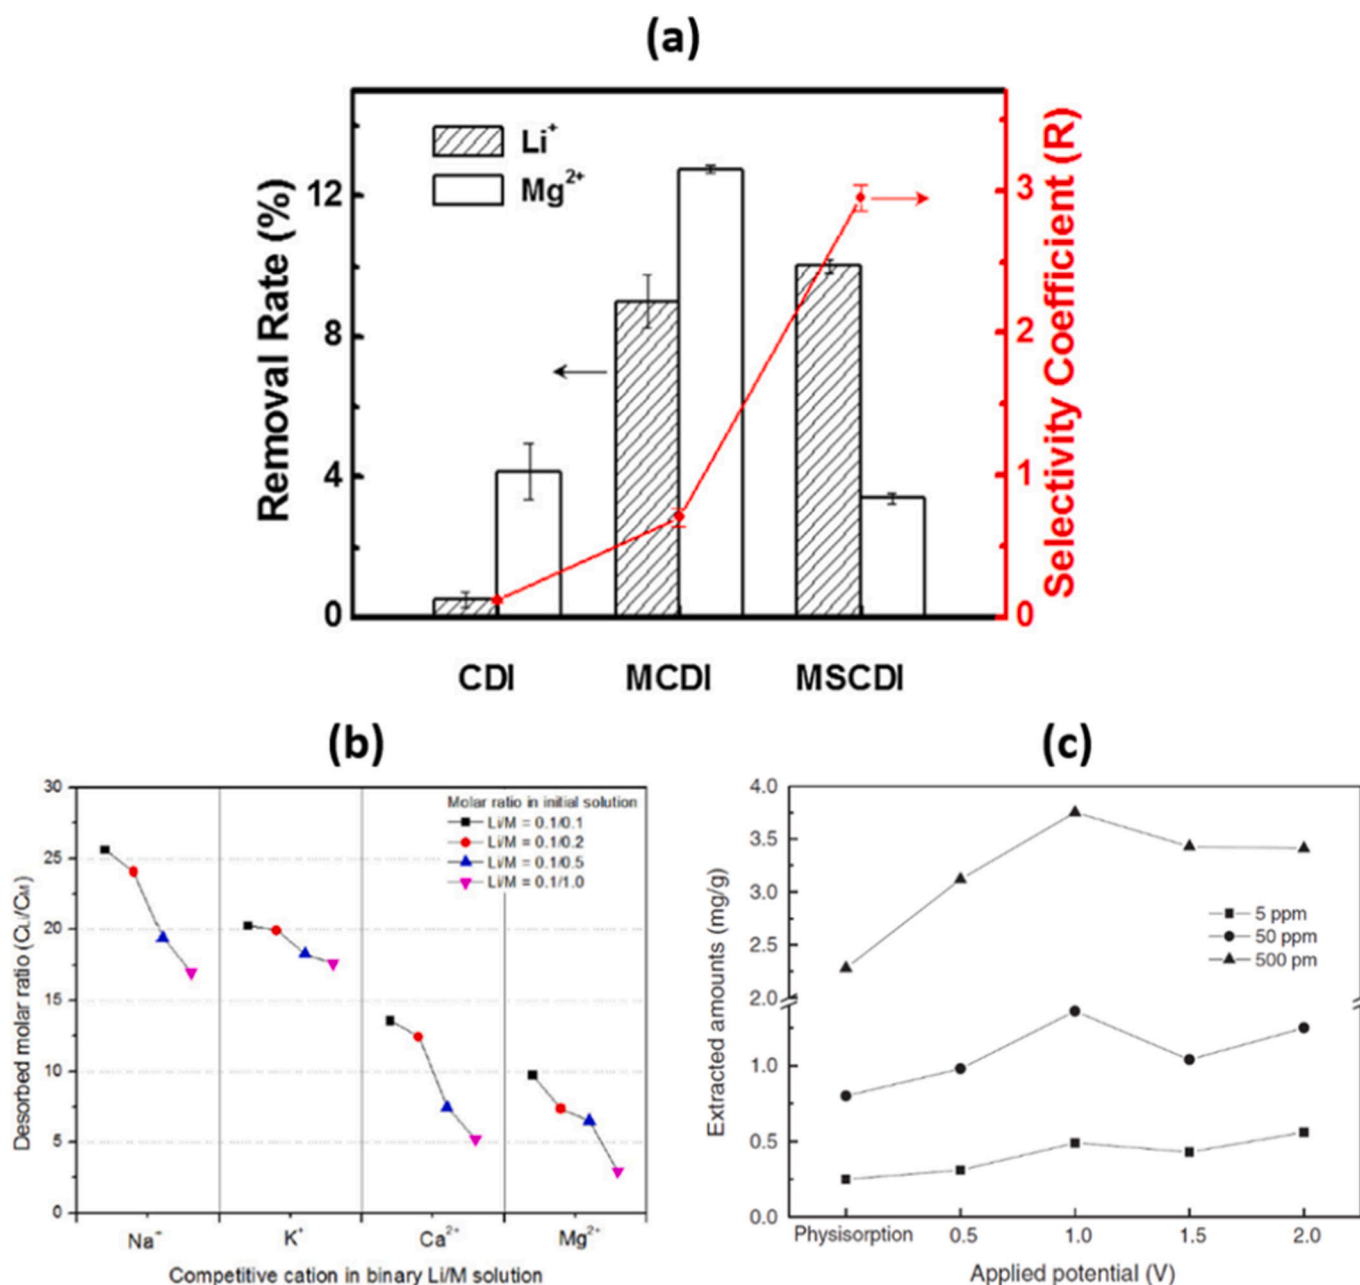 (a)
Li+
Mg2+
Removal Rate (%)
12
8
4
0
3
2
1
0
Selectivity Coefficient (R)
CDI MCDI MSCDI
(b)
30
25
20
15
10
5
0
Desorbed molar ratio (CLi/CM)
Molar ratio in initial solution
Li/M = 0.1/0.1
Li/M = 0.1/0.2
Li/M = 0.1/0.5
Li/M = 0.1/1.0
Na+ K+ Ca2+ Mg2+
Competitive cation in binary Li/M solution
(c)
4.0
3.5
3.0
2.5
2.0
1.0
0.5
0.0
Extracted amounts (mg/g)
5 ppm
50 ppm
500 pm
Physisorption 0.5 1.0 1.5 2.0
Applied potential (V)